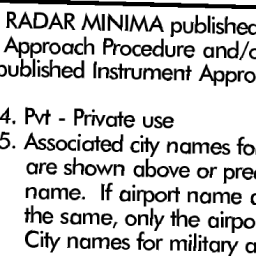 RADAR MINIMA published
Approach Procedure and/
published Instrument Appro
4. Pvt - Private use
5. Associated city names fo
are shown above or pre
name. If airport name
the same, only the airpo
City names for military a